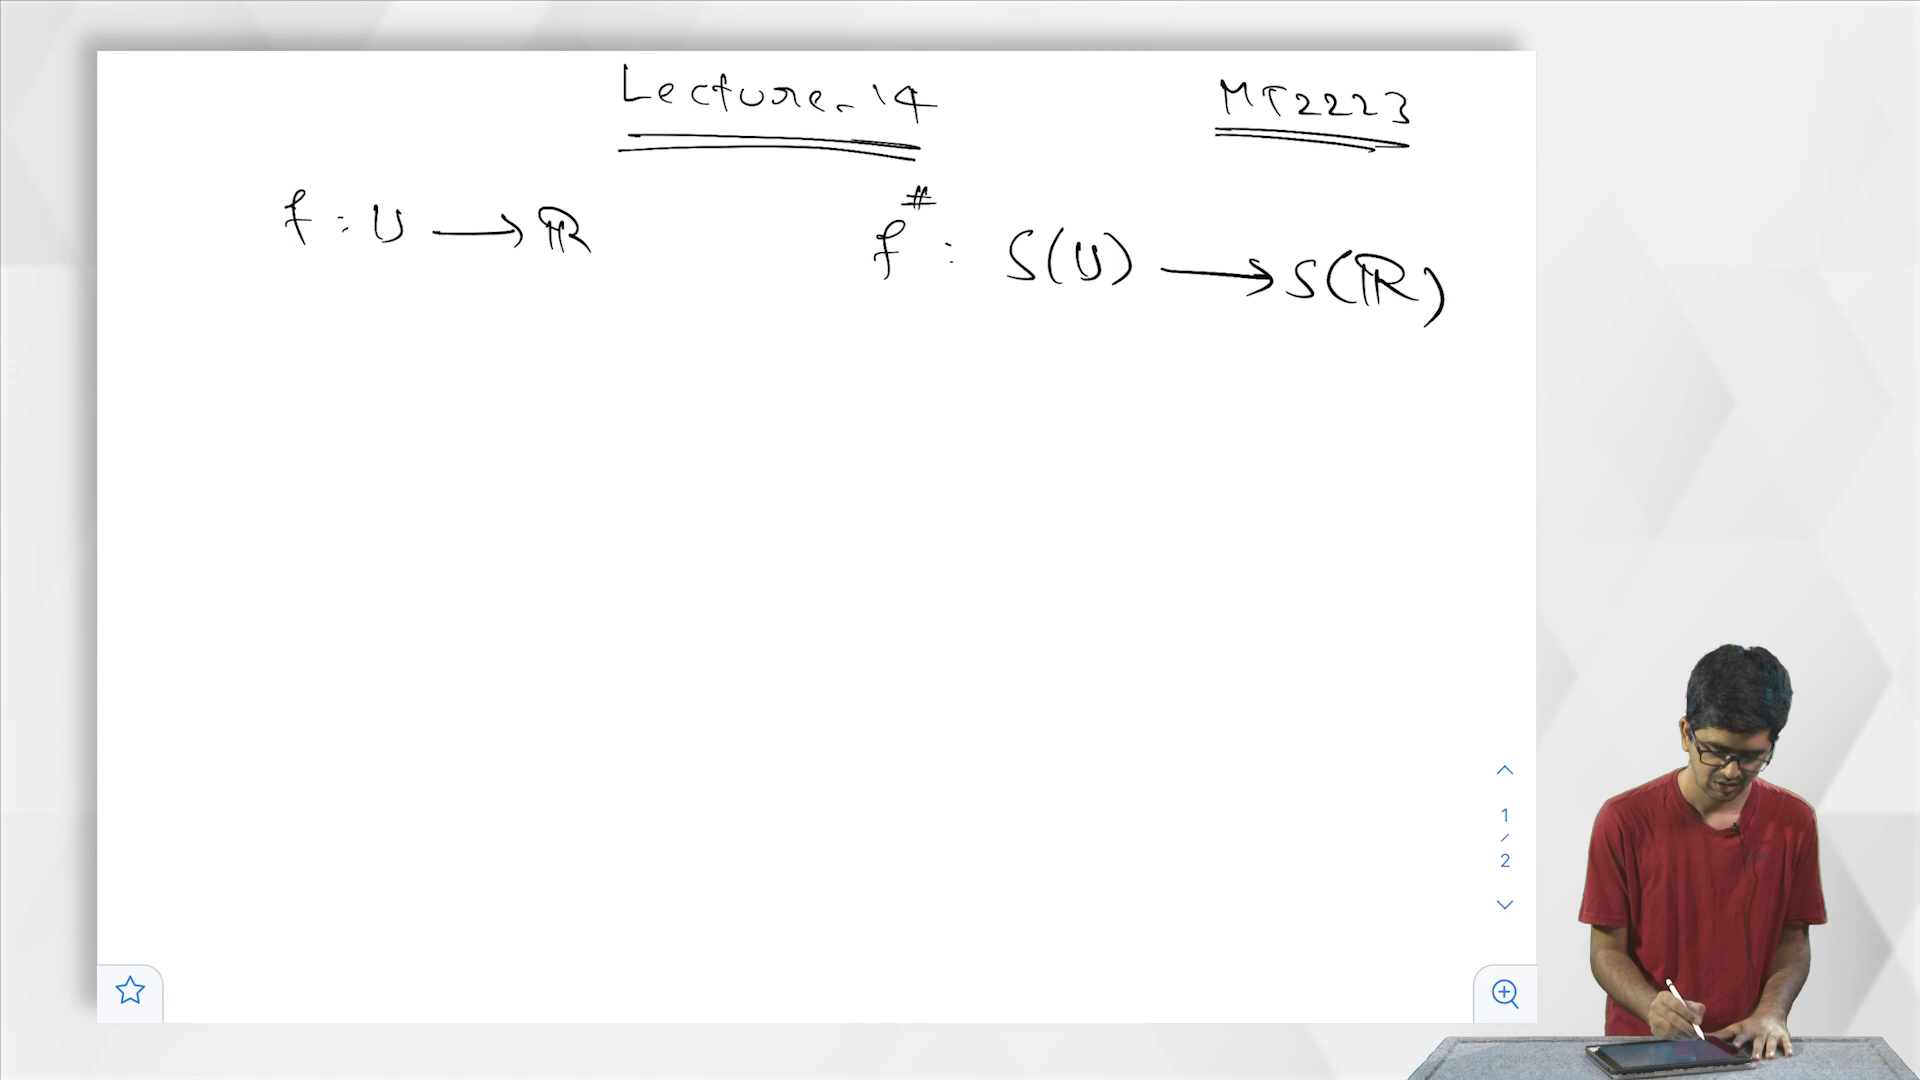 Lecture-14
MT2223
f : U → ℝ
f^# : S(U) → S(ℝ)
1
/
2